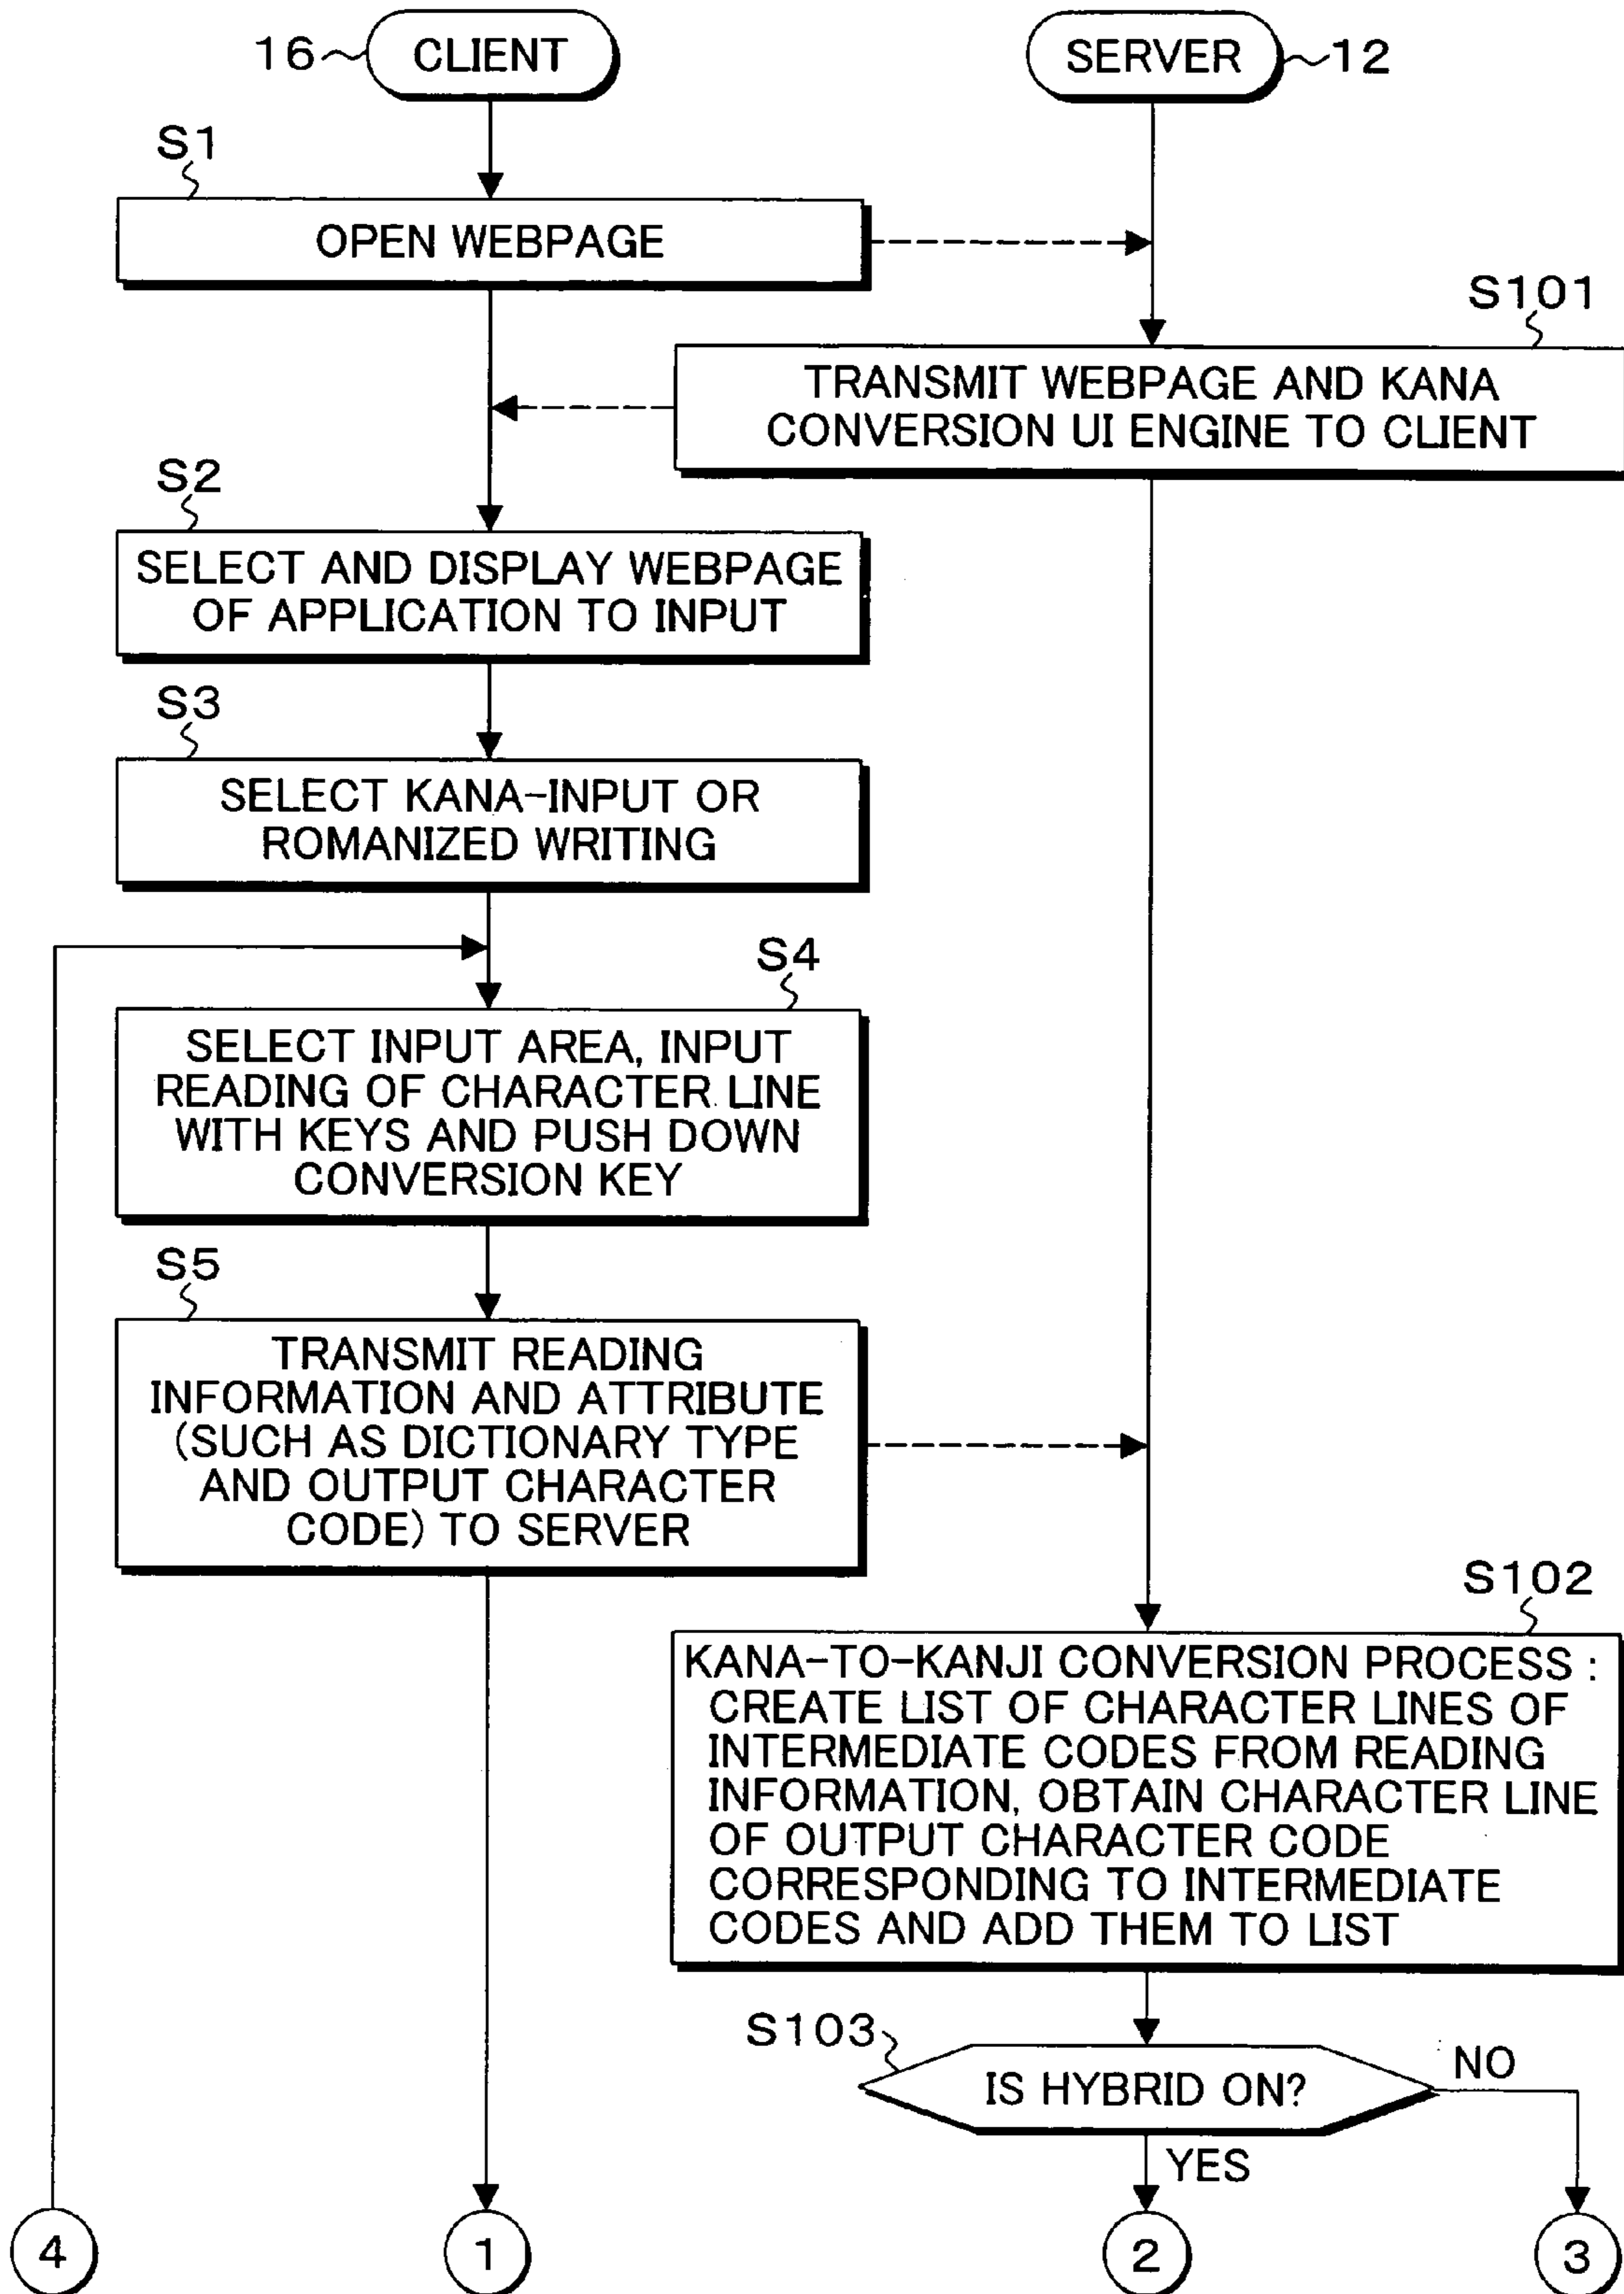 16 CLIENT
SERVER 12
S1
OPEN WEBPAGE
S101
TRANSMIT WEBPAGE AND KANA
CONVERSION UI ENGINE TO CLIENT
S2
SELECT AND DISPLAY WEBPAGE
OF APPLICATION TO INPUT
S3
SELECT KANA-INPUT OR
ROMANIZED WRITING
S4
SELECT INPUT AREA, INPUT
READING OF CHARACTER LINE
WITH KEYS AND PUSH DOWN
CONVERSION KEY
S5
TRANSMIT READING
INFORMATION AND ATTRIBUTE
(SUCH AS DICTIONARY TYPE
AND OUTPUT CHARACTER
CODE) TO SERVER
S102
KANA-TO-KANJI CONVERSION PROCESS :
CREATE LIST OF CHARACTER LINES OF
INTERMEDIATE CODES FROM READING
INFORMATION, OBTAIN CHARACTER LINE
OF OUTPUT CHARACTER CODE
CORRESPONDING TO INTERMEDIATE
CODES AND ADD THEM TO LIST
S103
IS HYBRID ON?
NO
YES
4
1
2
3